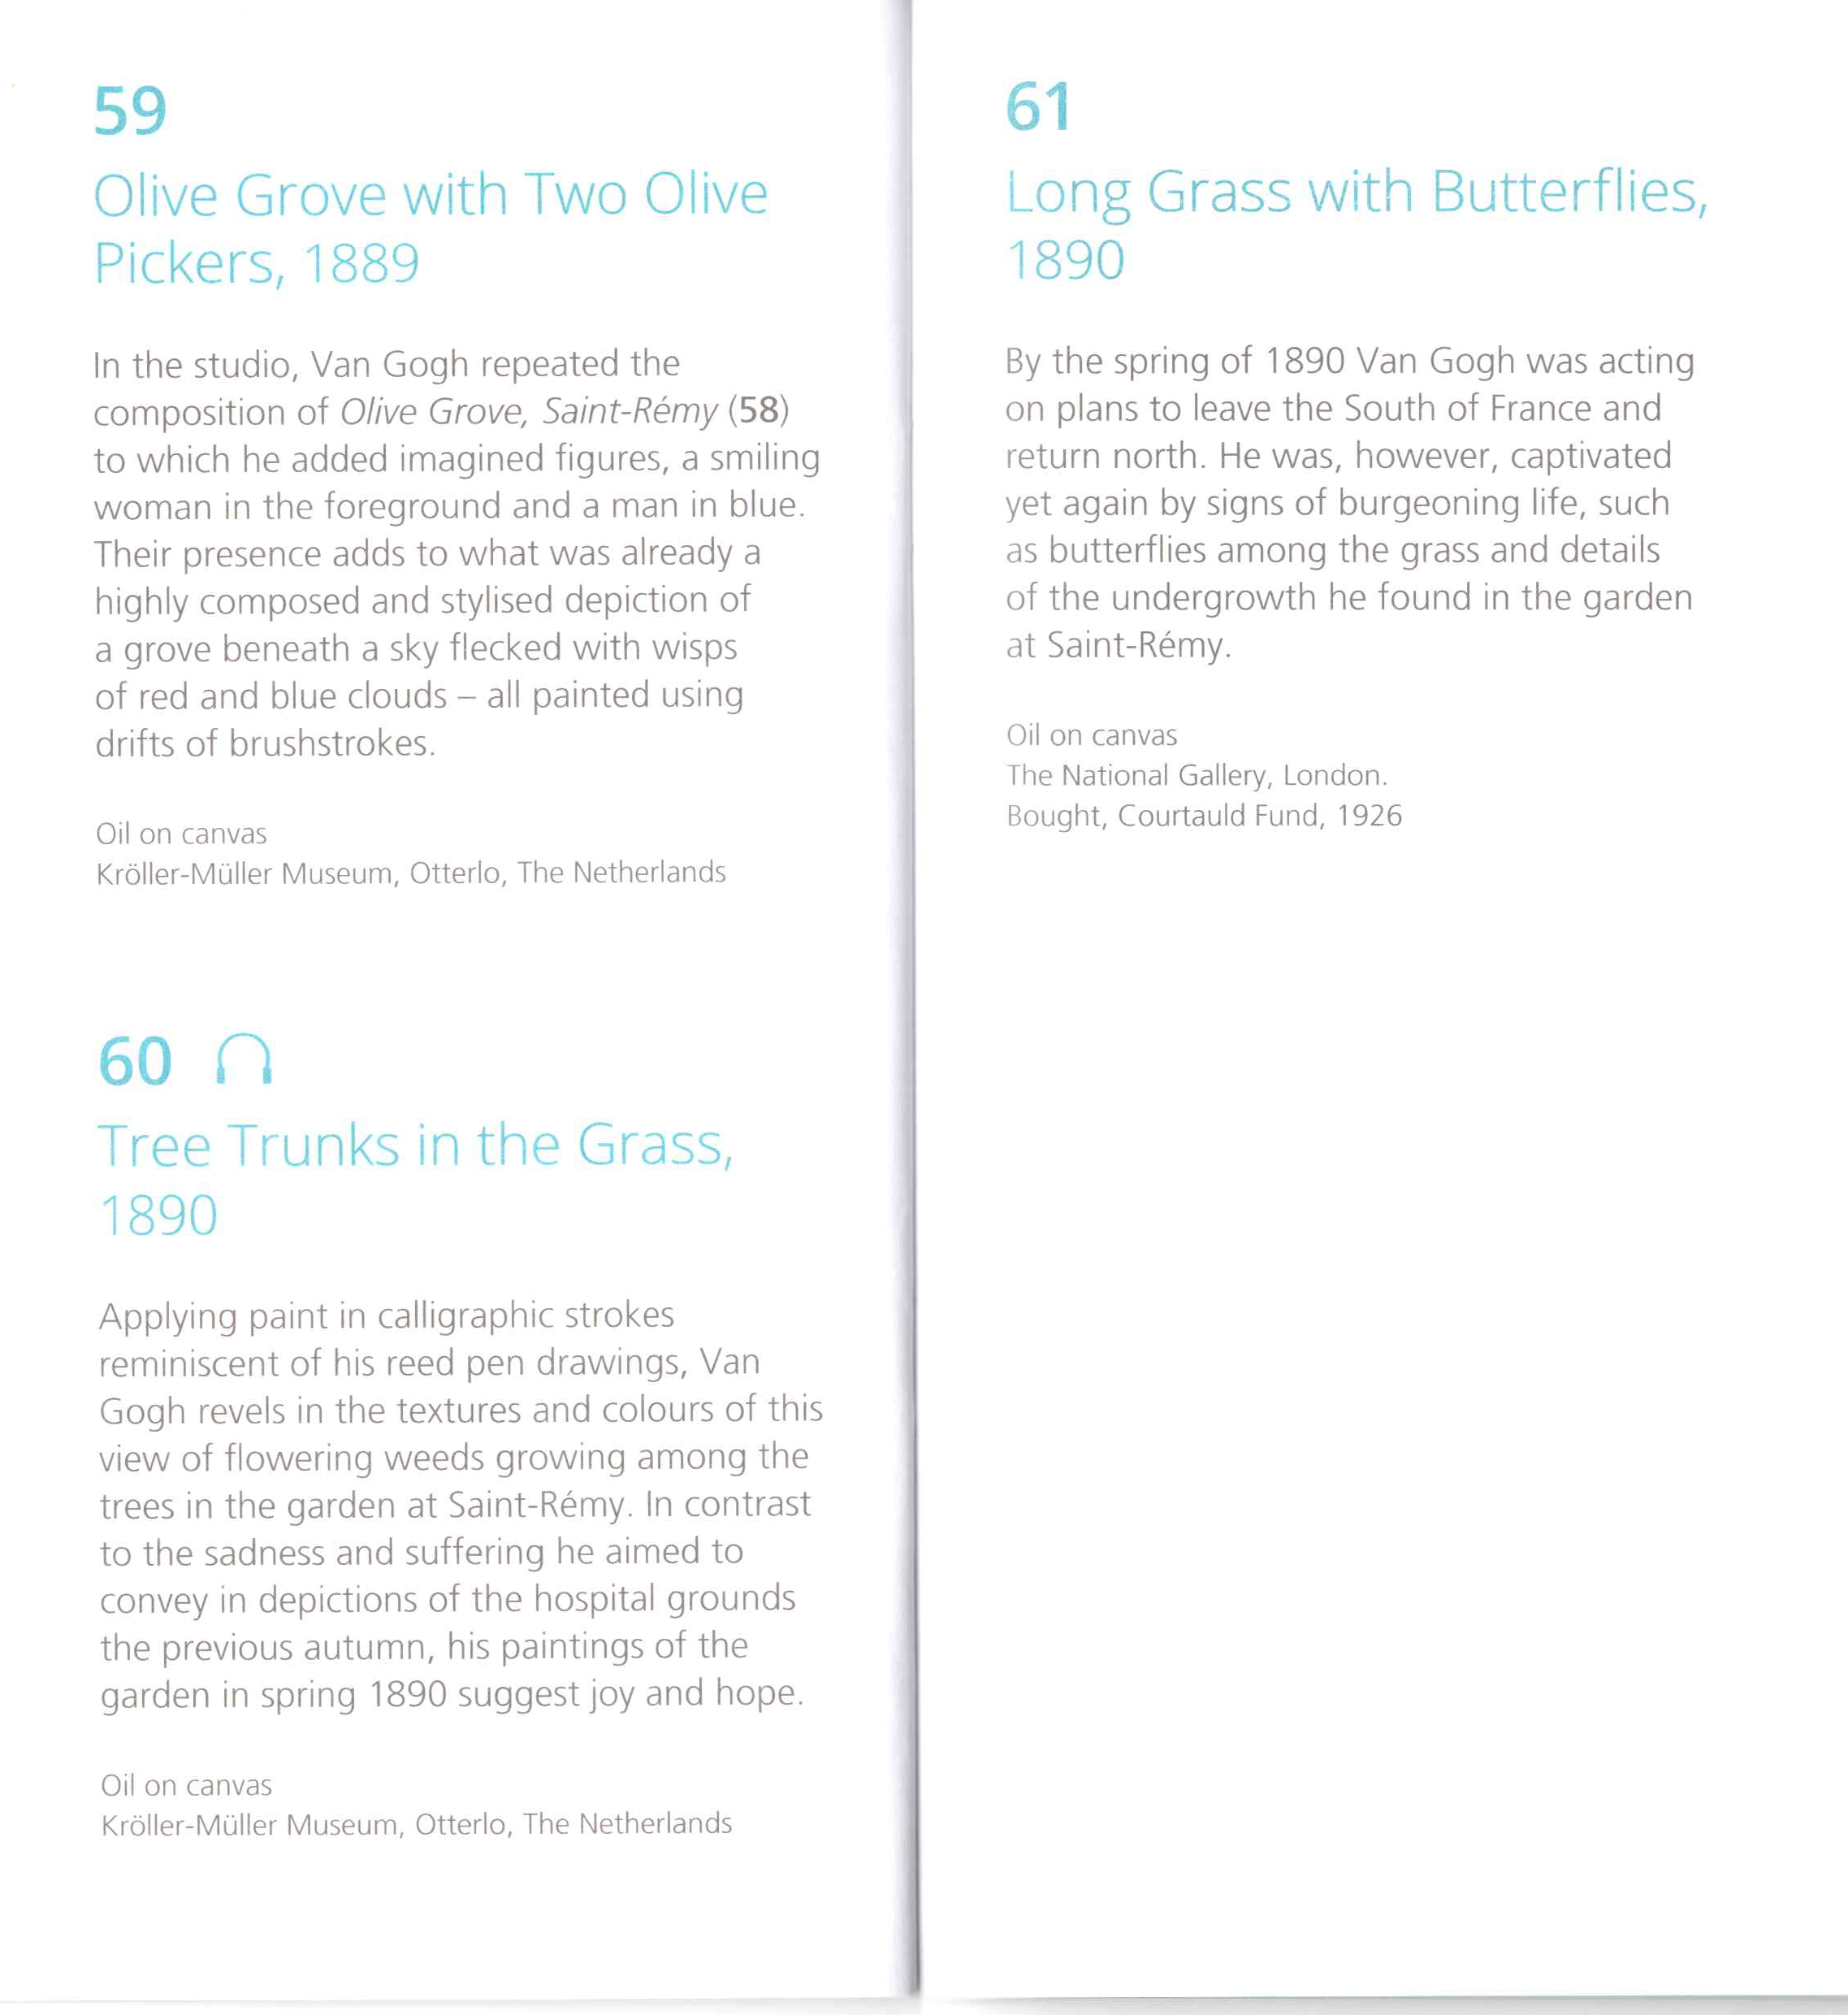 59
Olive Grove with Two Olive
Pickers, 1889
In the studio, Van Gogh repeated the
composition of Olive Grove, Saint-Rémy (58)
to which he added imagined figures, a smiling
woman in the foreground and a man in blue.
Their presence adds to what was already a
highly composed and stylised depiction of
a grove beneath a sky flecked with wisps
of red and blue clouds – all painted using
drifts of brushstrokes.
Oil on canvas
Kröller-Müller Museum, Otterlo, The Netherlands
60
Tree Trunks in the Grass,
1890
Applying paint in calligraphic strokes
reminiscent of his reed pen drawings, Van
Gogh revels in the textures and colours of this
view of flowering weeds growing among the
trees in the garden at Saint-Rémy. In contrast
to the sadness and suffering he aimed to
convey in depictions of the hospital grounds
the previous autumn, his paintings of the
garden in spring 1890 suggest joy and hope.
Oil on canvas
Kröller-Müller Museum, Otterlo, The Netherlands
61
Long Grass with Butterflies,
1890
By the spring of 1890 Van Gogh was acting
on plans to leave the South of France and
return north. He was, however, captivated
yet again by signs of burgeoning life, such
as butterflies among the grass and details
of the undergrowth he found in the garden
at Saint-Rémy.
Oil on canvas
The National Gallery, London.
Bought, Courtauld Fund, 1926